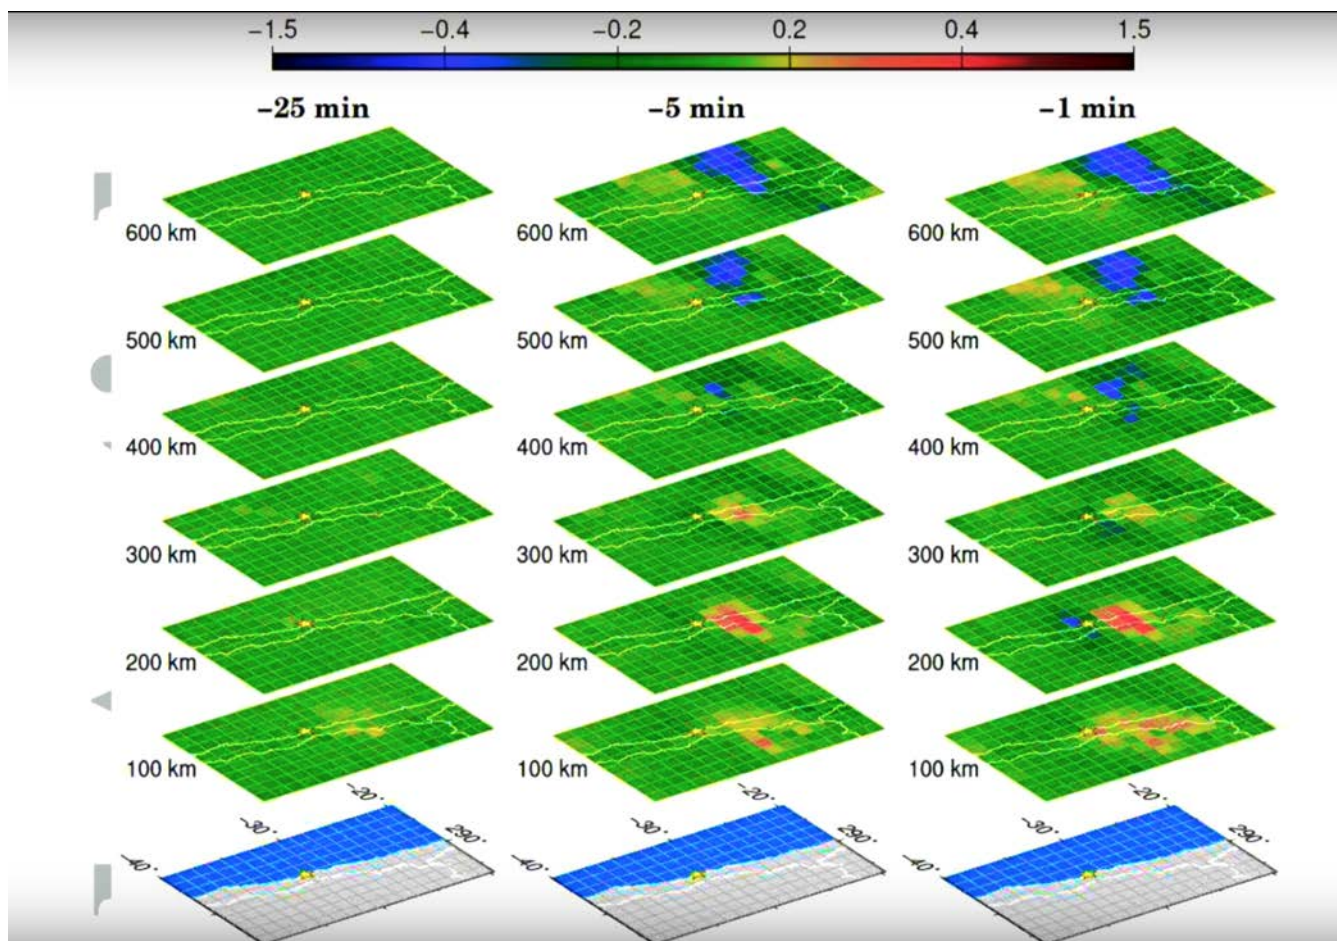 −1.5 −0.4 −0.2 0.2 0.4 1.5
−25 min −5 min −1 min
600 km 600 km 600 km
500 km 500 km 500 km
400 km 400 km 400 km
300 km 300 km 300 km
200 km 200 km 200 km
100 km 100 km 100 km
−20˚ −20˚ −20˚
−30˚ 290˚ −30˚ 290˚ −30˚ 290˚
−40˚ −40˚ −40˚